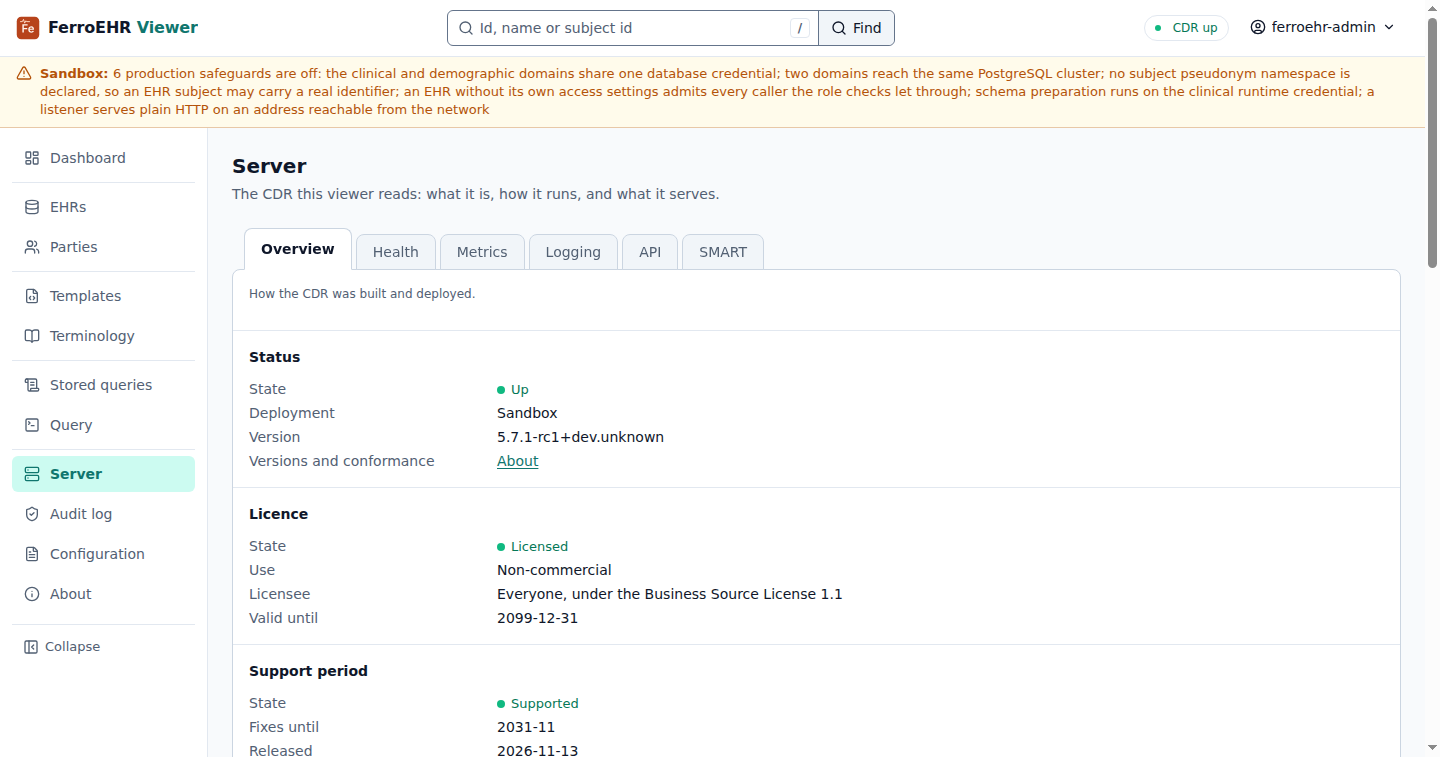 Fe
FerroEHR Viewer
Id, name or subject id
/
Find
CDR up
ferroehr-admin
Sandbox: 6 production safeguards are off: the clinical and demographic domains share one database credential; two domains reach the same PostgreSQL cluster; no subject pseudonym namespace is
declared, so an EHR subject may carry a real identifier; an EHR without its own access settings admits every caller the role checks let through; schema preparation runs on the clinical runtime credential; a
listener serves plain HTTP on an address reachable from the network
Dashboard
EHRs
Parties
Templates
Terminology
Stored queries
Query
Server
Audit log
Configuration
About
Collapse
Server
The CDR this viewer reads: what it is, how it runs, and what it serves.
Overview
Health
Metrics
Logging
API
SMART
How the CDR was built and deployed.
Status
State Up
Deployment Sandbox
Version 5.7.1-rc1+dev.unknown
Versions and conformance About
Licence
State Licensed
Use Non-commercial
Licensee Everyone, under the Business Source License 1.1
Valid until 2099-12-31
Support period
State Supported
Fixes until 2031-11
Released 2026-11-13